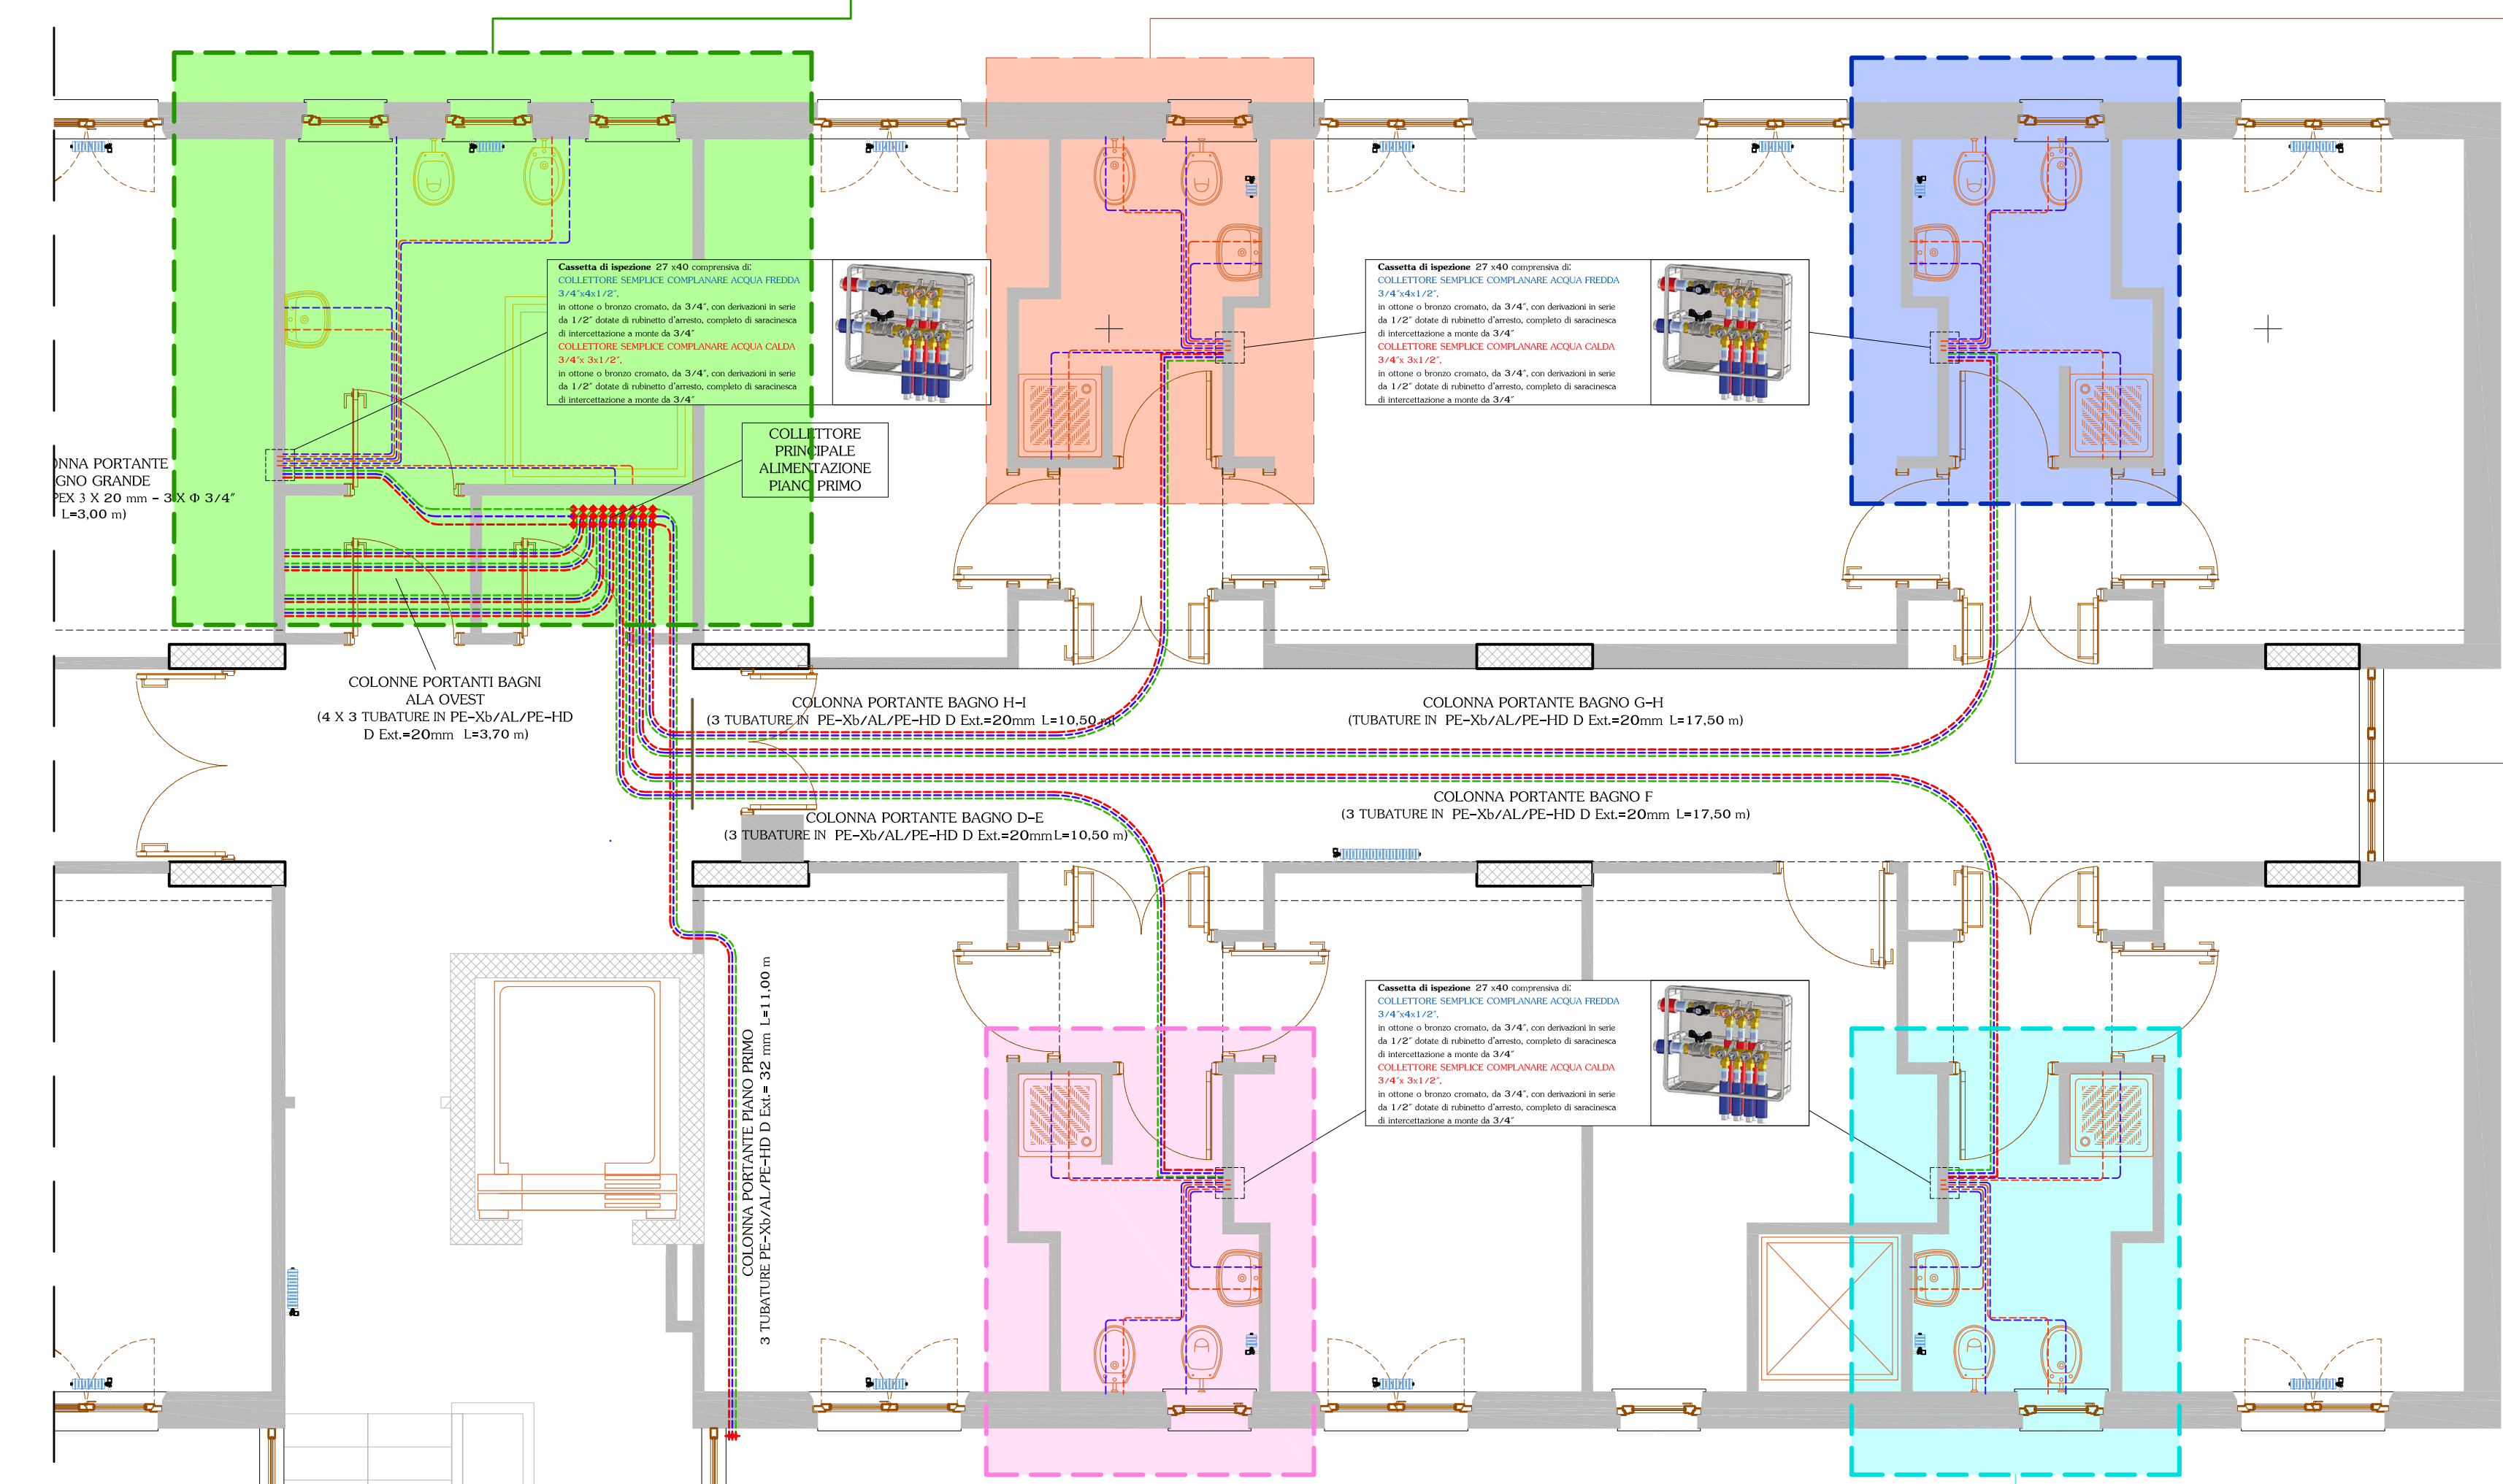 Cassetta di ispezione 27 x40 comprensiva di:
COLLETTORE SEMPLICE COMPLANARE ACQUA FREDDA
3/4"x4x1/2",
in ottone o bronzo cromato, da 3/4", con derivazioni in serie
da 1/2" dotate di rubinetto d'arresto, completo di saracinesca
di intercettazione a monte da 3/4"
COLLETTORE SEMPLICE COMPLANARE ACQUA CALDA
3/4"x 3x1/2",
in ottone o bronzo cromato, da 3/4", con derivazioni in serie
da 1/2" dotate di rubinetto d'arresto, completo di saracinesca
di intercettazione a monte da 3/4"
Cassetta di ispezione 27 x40 comprensiva di:
COLLETTORE SEMPLICE COMPLANARE ACQUA FREDDA
3/4"x4x1/2",
in ottone o bronzo cromato, da 3/4", con derivazioni in serie
da 1/2" dotate di rubinetto d'arresto, completo di saracinesca
di intercettazione a monte da 3/4"
COLLETTORE SEMPLICE COMPLANARE ACQUA CALDA
3/4"x 3x1/2",
in ottone o bronzo cromato, da 3/4", con derivazioni in serie
da 1/2" dotate di rubinetto d'arresto, completo di saracinesca
di intercettazione a monte da 3/4"
COLLETTORE
PRINCIPALE
ALIMENTAZIONE
PIANO PRIMO
ONNA PORTANTE
GNO GRANDE
PEX 3 X 20 mm - 3 X Φ 3/4"
L=3,00 m)
COLONNE PORTANTI BAGNI
ALA OVEST
(4 X 3 TUBATURE IN PE-Xb/AL/PE-HD
D Ext.=20mm L=3,70 m)
COLONNA PORTANTE BAGNO H-I
(3 TUBATURE IN PE-Xb/AL/PE-HD D Ext.=20mm L=10,50 m)
COLONNA PORTANTE BAGNO G-H
(TUBATURE IN PE-Xb/AL/PE-HD D Ext.=20mm L=17,50 m)
COLONNA PORTANTE BAGNO D-E
(3 TUBATURE IN PE-Xb/AL/PE-HD D Ext.=20mm L=10,50 m)
COLONNA PORTANTE BAGNO F
(3 TUBATURE IN PE-Xb/AL/PE-HD D Ext.=20mm L=17,50 m)
COLONNA PORTANTE PIANO PRIMO
3 TUBATURE PE-Xb/AL/PE-HD D Ext.= 32 mm L=11,00 m
Cassetta di ispezione 27 x40 comprensiva di:
COLLETTORE SEMPLICE COMPLANARE ACQUA FREDDA
3/4"x4x1/2",
in ottone o bronzo cromato, da 3/4", con derivazioni in serie
da 1/2" dotate di rubinetto d'arresto, completo di saracinesca
di intercettazione a monte da 3/4"
COLLETTORE SEMPLICE COMPLANARE ACQUA CALDA
3/4"x 3x1/2",
in ottone o bronzo cromato, da 3/4", con derivazioni in serie
da 1/2" dotate di rubinetto d'arresto, completo di saracinesca
di intercettazione a monte da 3/4"